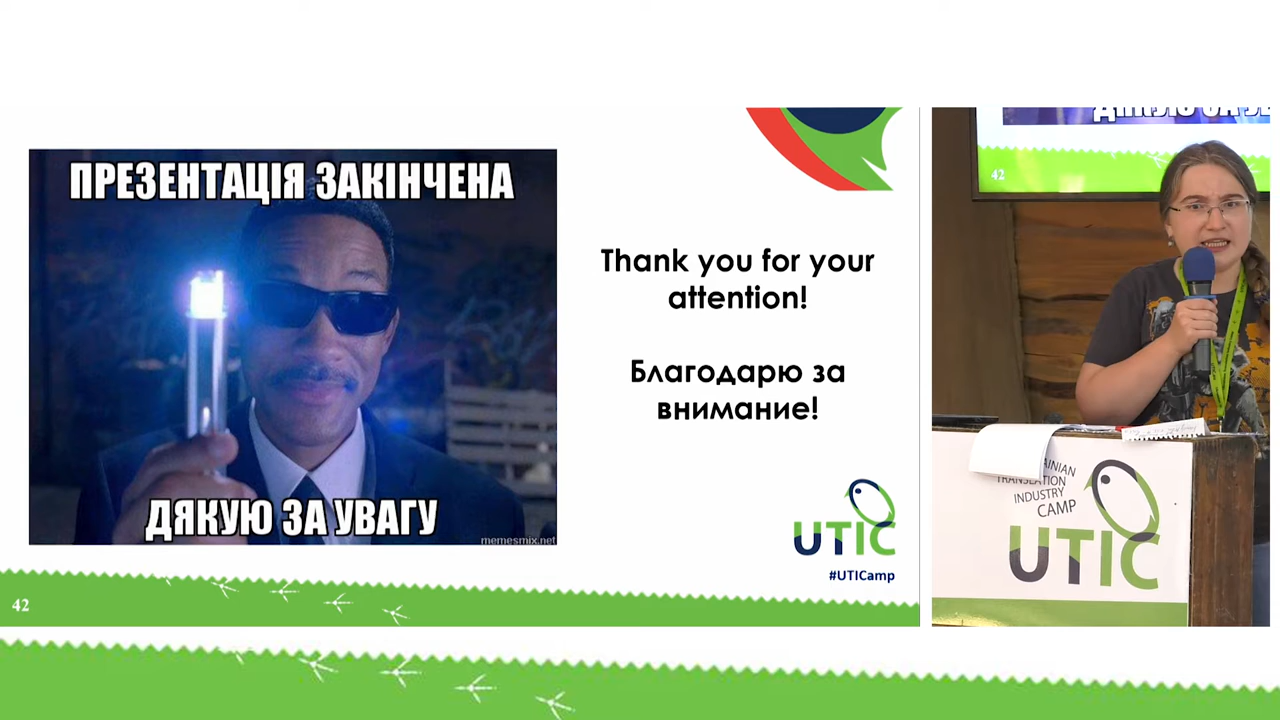 ПРЕЗЕНТАЦІЯ ЗАКІНЧЕНА
ДЯКУЮ ЗА УВАГУ
memesmix.net
Thank you for your
attention!
Благодарю за
внимание!
UTIC
#UTICamp
42
42
TRANSLATION
INDUSTRY
CAMP
UTIC